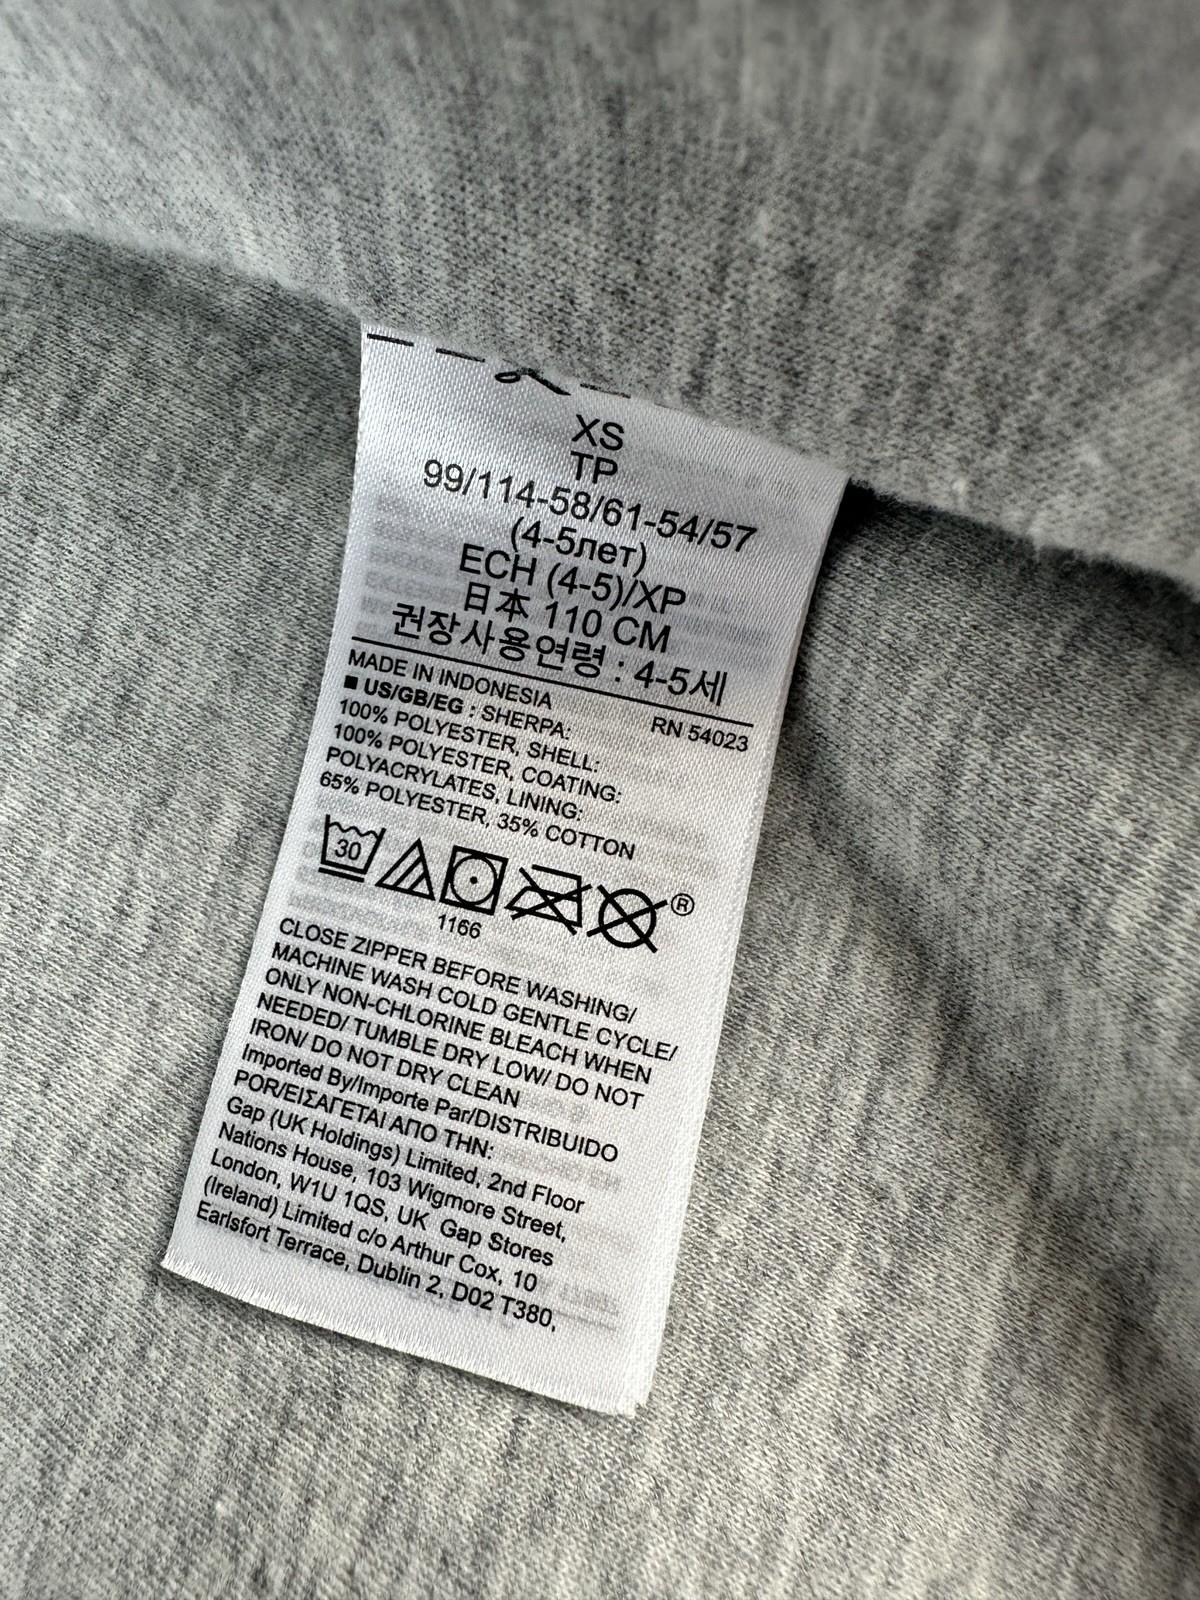 XS
TP
99/114-58/61-54/57
(4-5лет)
ECH (4-5)/XP
日本 110 CM
권장사용연령 : 4-5세
MADE IN INDONESIA
RN 54023
■ US/GB/EG : SHERPA:
100% POLYESTER, SHELL:
100% POLYESTER, COATING:
POLYACRYLATES, LINING:
65% POLYESTER, 35% COTTON
30
®
1166
CLOSE ZIPPER BEFORE WASHING/
MACHINE WASH COLD GENTLE CYCLE/
ONLY NON-CHLORINE BLEACH WHEN
NEEDED/ TUMBLE DRY LOW/ DO NOT
IRON/ DO NOT DRY CLEAN
Imported By/Importe Par/DISTRIBUIDO
POR/ΕΙΣΑΓΕΤΑΙ ΑΠΟ ΤΗΝ:
Gap (UK Holdings) Limited, 2nd Floor
Nations House, 103 Wigmore Street,
London, W1U 1QS, UK Gap Stores
(Ireland) Limited c/o Arthur Cox, 10
Earlsfort Terrace, Dublin 2, D02 T380,